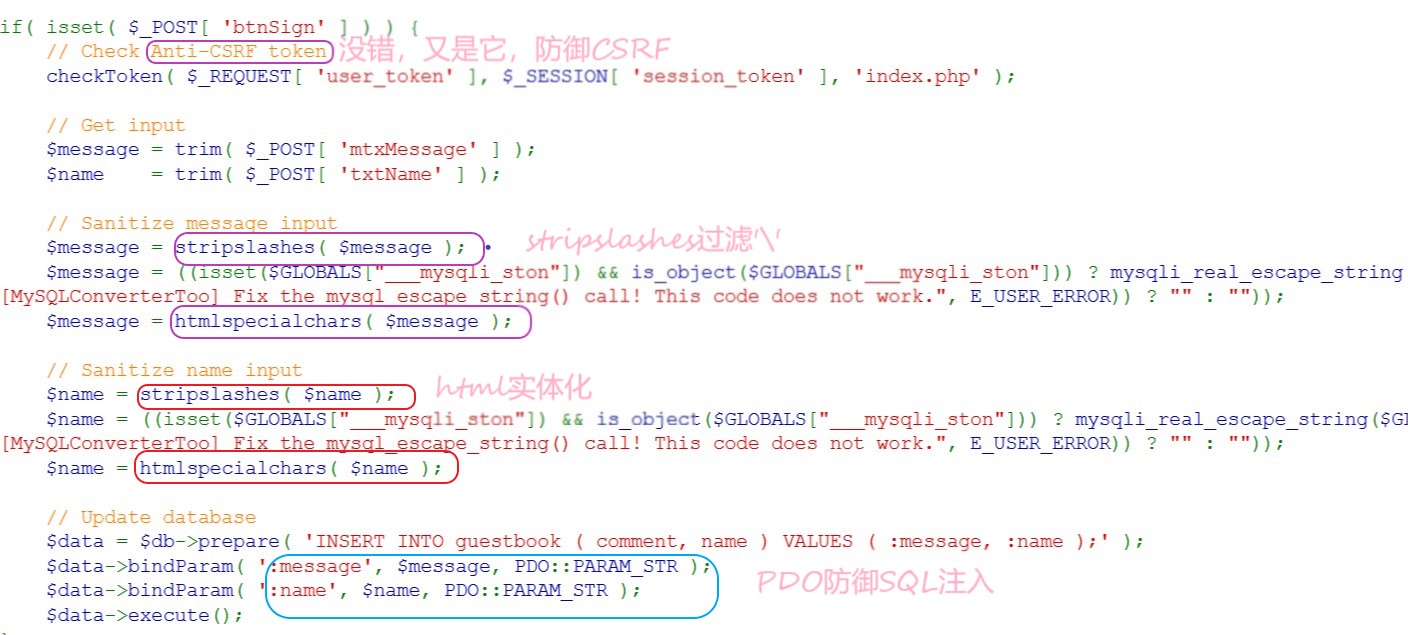 if( isset( $_POST[ 'btnSign' ] ) ) {
// Check Anti-CSRF token 没错，又是它，防御CSRF
checkToken( $_REQUEST[ 'user_token' ], $_SESSION[ 'session_token' ], 'index.php' );
// Get input
$message = trim( $_POST[ 'mtxMessage' ] );
$name    = trim( $_POST[ 'txtName' ] );
// Sanitize message input
$message = stripslashes( $message ); stripslashes过滤'\'
$message = ((isset($GLOBALS["___mysqli_ston"]) && is_object($GLOBALS["___mysqli_ston"])) ? mysqli_real_escape_string
[MySQLConverterToo] Fix the mysql_escape_string() call! This code does not work.", E_USER_ERROR)) ? "" : ""));
$message = htmlspecialchars( $message );
// Sanitize name input
$name = stripslashes( $name ); html实体化
$name = ((isset($GLOBALS["___mysqli_ston"]) && is_object($GLOBALS["___mysqli_ston"])) ? mysqli_real_escape_string($GL
[MySQLConverterToo] Fix the mysql_escape_string() call! This code does not work.", E_USER_ERROR)) ? "" : ""));
$name = htmlspecialchars( $name );
// Update database
$data = $db->prepare( 'INSERT INTO guestbook ( comment, name ) VALUES ( :message, :name );' );
$data->bindParam( ':message', $message, PDO::PARAM_STR );
$data->bindParam( ':name', $name, PDO::PARAM_STR ); PDO防御SQL注入
$data->execute();